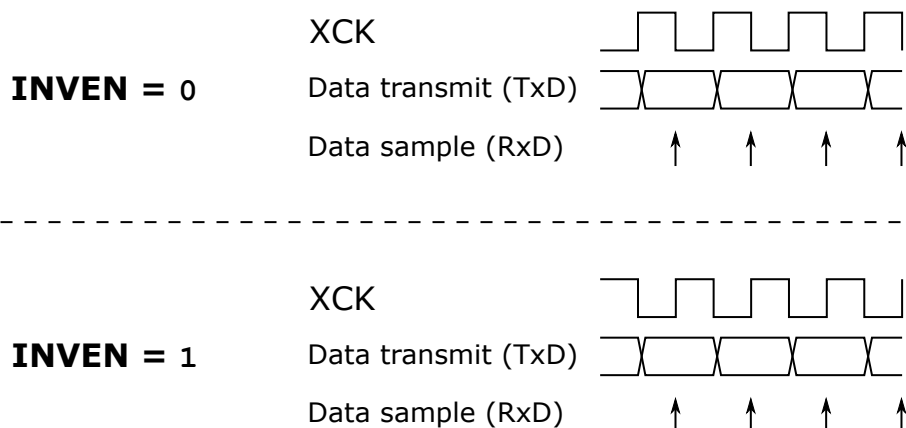 XCK
INVEN = 0
Data transmit (TxD)
Data sample (RxD)
XCK
INVEN = 1
Data transmit (TxD)
Data sample (RxD)